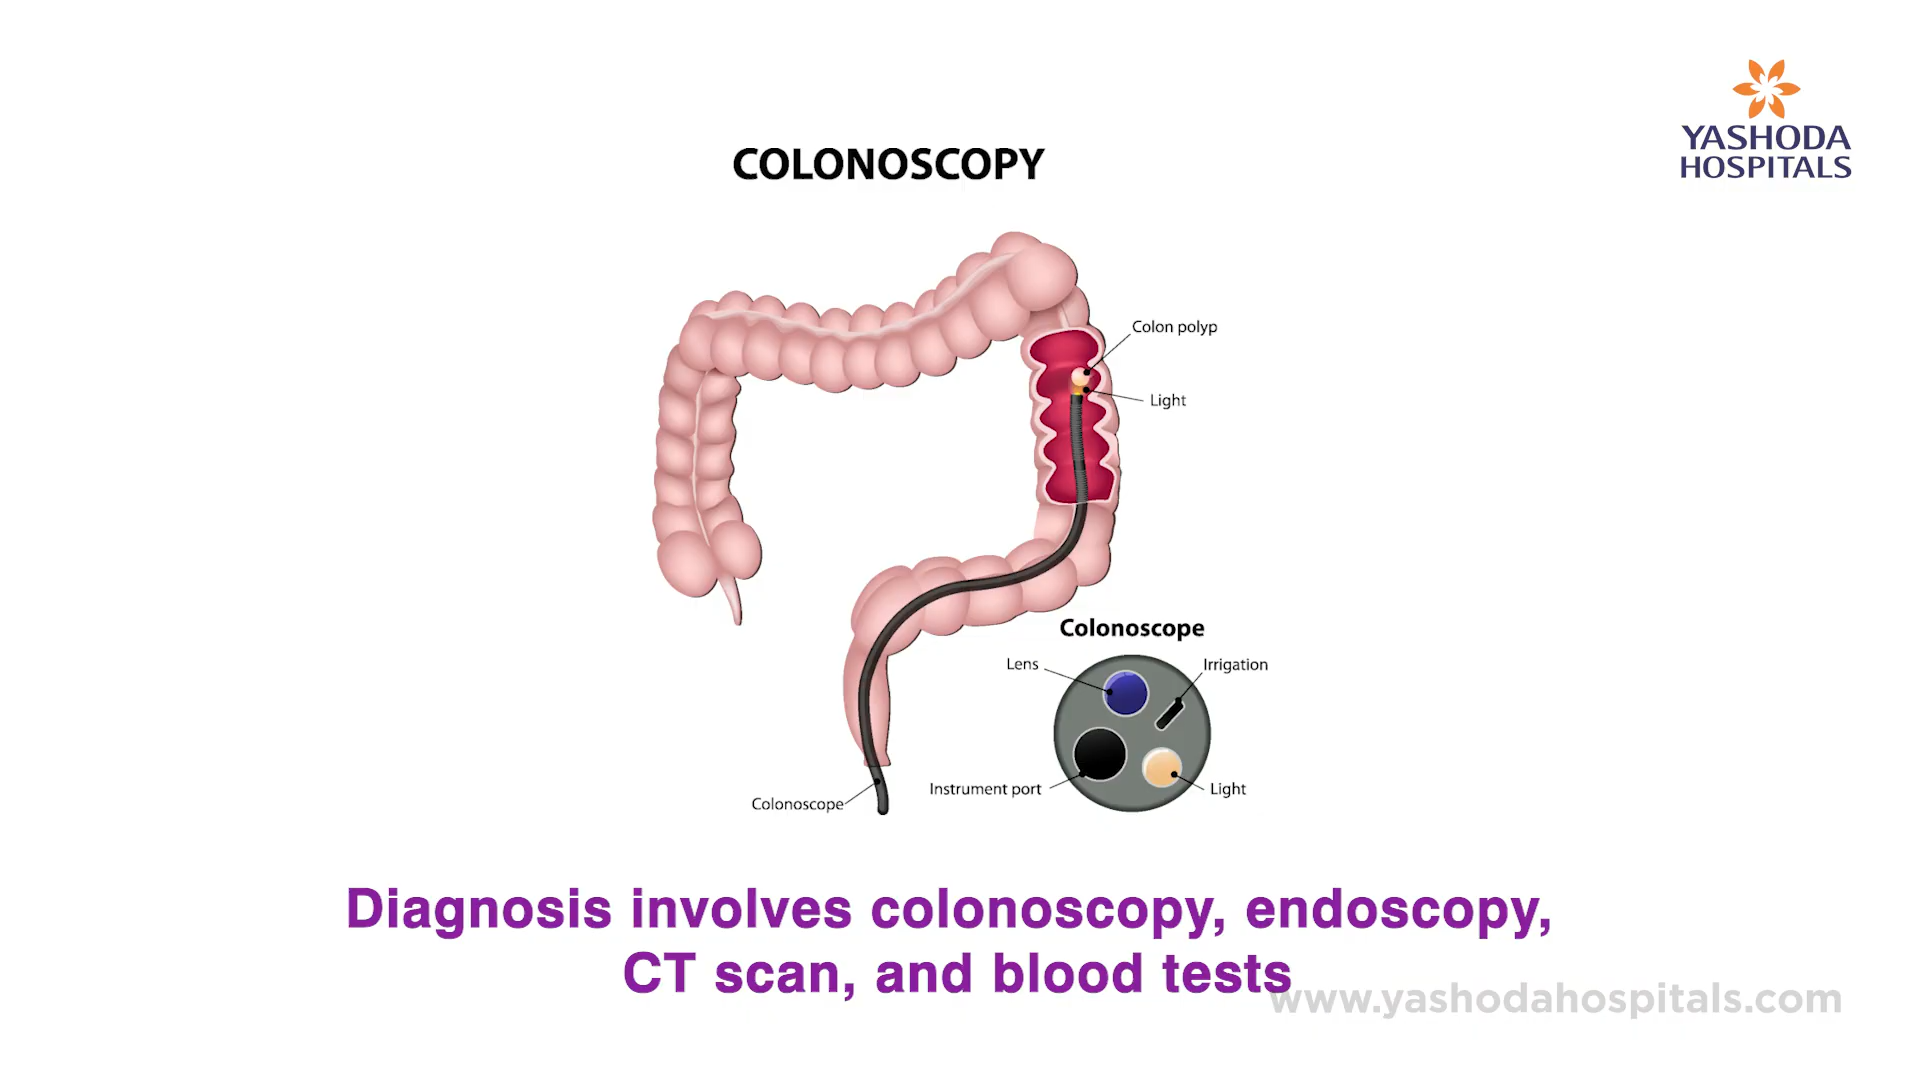 YASHODA
HOSPITALS
COLONOSCOPY
Colon polyp
Light
Colonoscope
Lens
Irrigation
Instrument port
Light
Colonoscope
Diagnosis involves colonoscopy, endoscopy,
CT scan, and blood tests
www.yashodahospitals.com